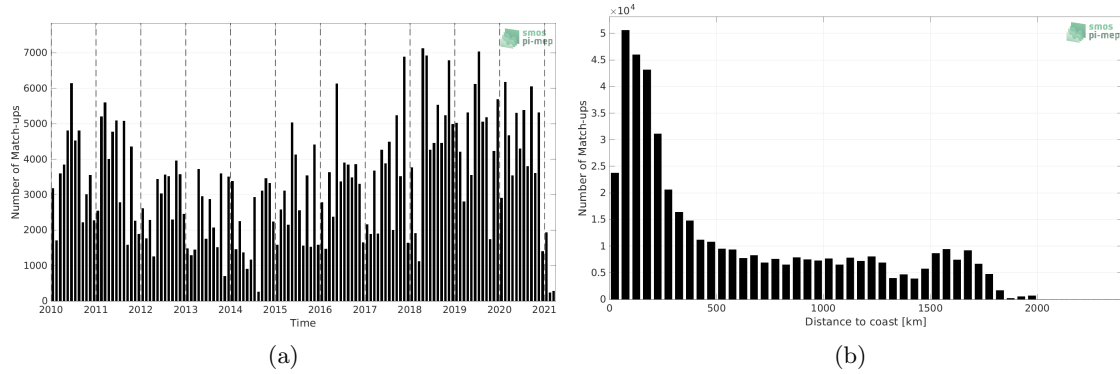 smos
pi-mep
Number of Match-ups
7000
6000
5000
4000
3000
2000
1000
0
2010 2011 2012 2013 2014 2015 2016 2017 2018 2019 2020 2021
Time
(a)
×10⁴
smos
pi-mep
Number of Match-ups
5
4.5
4
3.5
3
2.5
2
1.5
1
0.5
0
0 500 1000 1500 2000
Distance to coast [km]
(b)